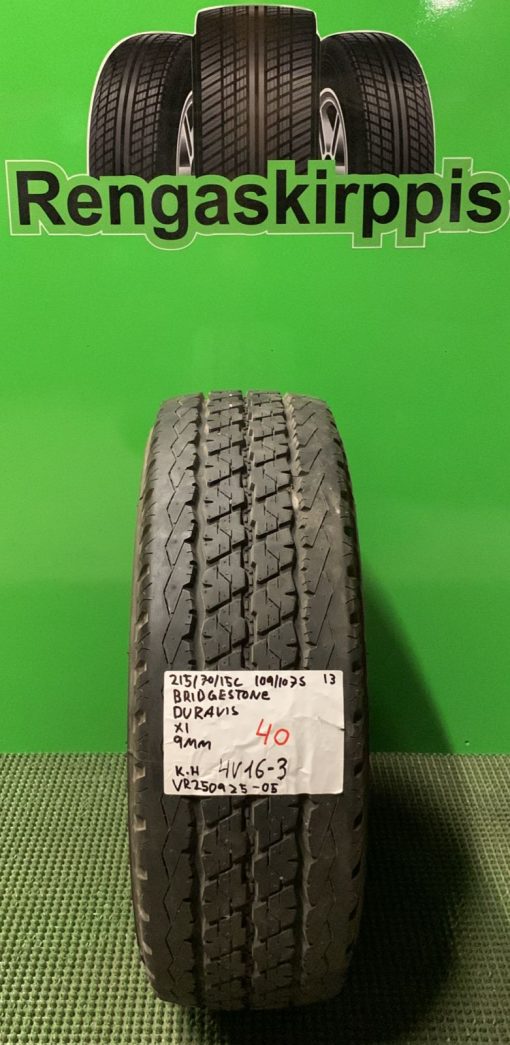 Rengaskirppis
215/70/15C 109/107S 13
BRIDGESTONE
DURAVIS
X1
9MM 40
K.H 4V16-3
VR250925-05